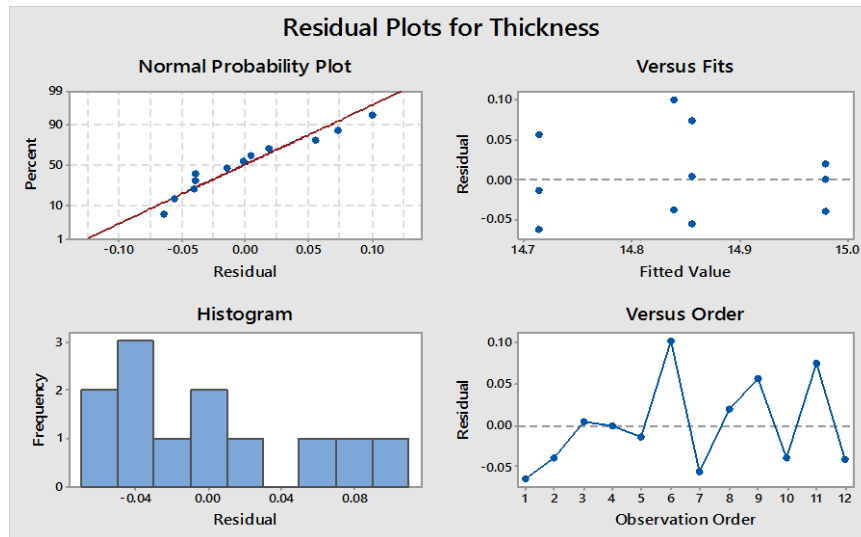 Residual Plots for Thickness
Normal Probability Plot
99
90
50
10
1
Percent
-0.10 -0.05 0.00 0.05 0.10
Residual
Versus Fits
0.10
0.05
0.00
-0.05
Residual
14.7 14.8 14.9 15.0
Fitted Value
Histogram
3
2
1
0
Frequency
-0.04 0.00 0.04 0.08
Residual
Versus Order
0.10
0.05
0.00
-0.05
Residual
1 2 3 4 5 6 7 8 9 10 11 12
Observation Order